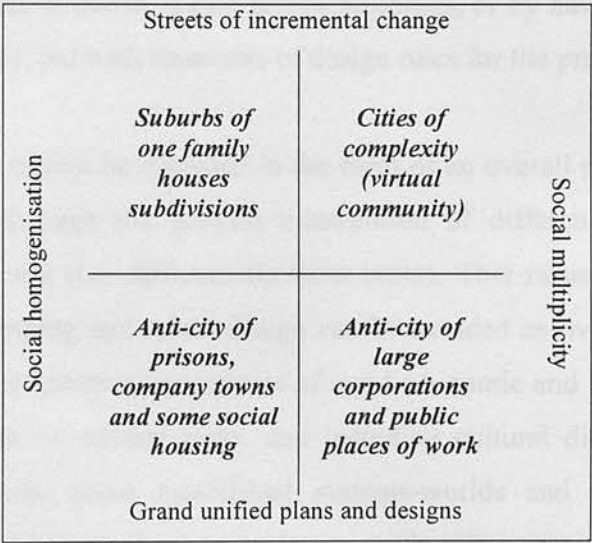 Streets of incremental change
Social homogenisation
Suburbs of
one family
houses
subdivisions
Cities of
complexity
(virtual
community)
Social multiplicity
Anti-city of
prisons,
company towns
and some social
housing
Anti-city of
large
corporations
and public
places of work
Grand unified plans and designs